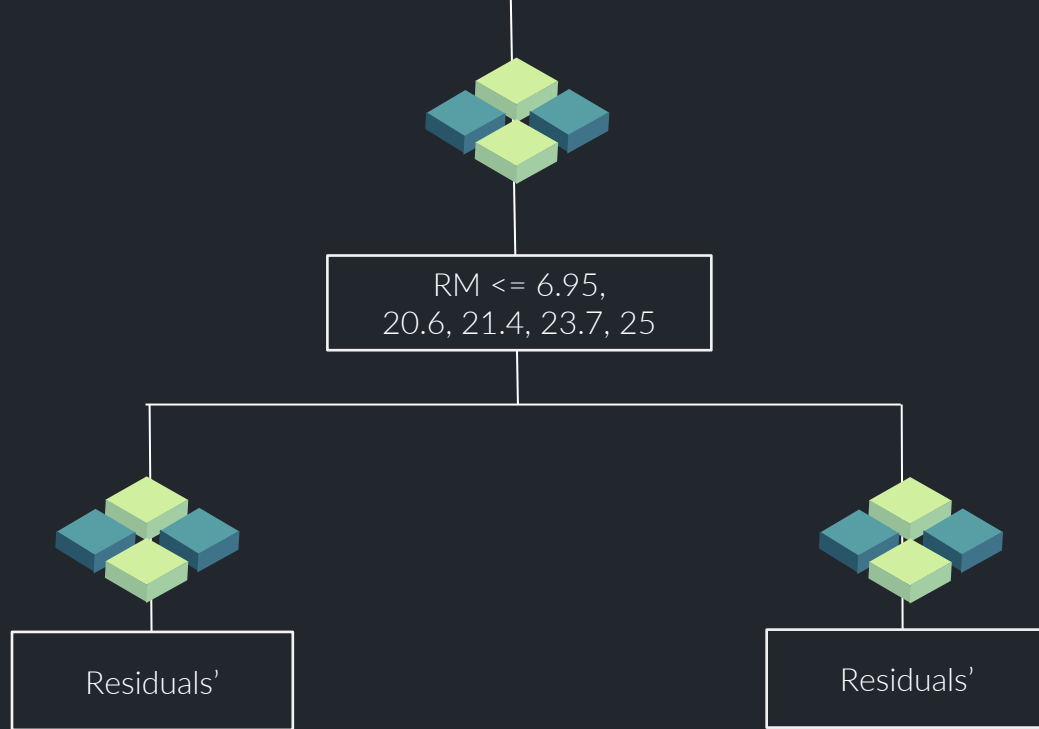 RM <= 6.95,
20.6, 21.4, 23.7, 25
Residuals’
Residuals’